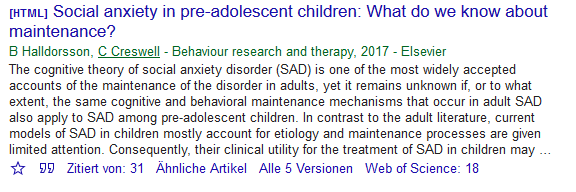 [HTML] Social anxiety in pre-adolescent children: What do we know about
maintenance?
B Halldorsson, C Creswell - Behaviour research and therapy, 2017 - Elsevier
The cognitive theory of social anxiety disorder (SAD) is one of the most widely accepted
accounts of the maintenance of the disorder in adults, yet it remains unknown if, or to what
extent, the same cognitive and behavioral maintenance mechanisms that occur in adult SAD
also apply to SAD among pre-adolescent children. In contrast to the adult literature, current
models of SAD in children mostly account for etiology and maintenance processes are given
limited attention. Consequently, their clinical utility for the treatment of SAD in children may …
Zitiert von: 31 Ähnliche Artikel Alle 5 Versionen Web of Science: 18